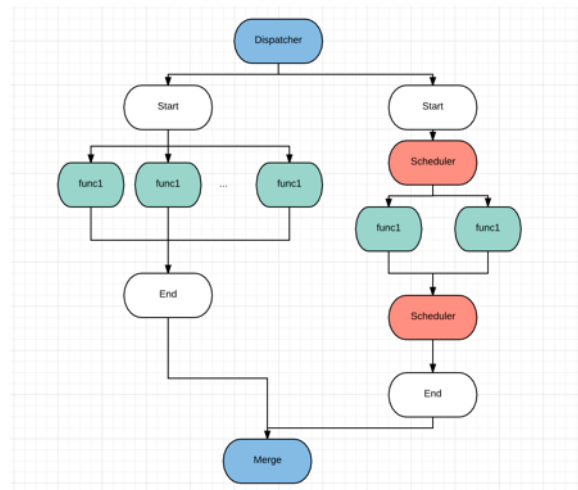 Dispatcher
Start
Start
Scheduler
func1
func1
...
func1
func1
func1
End
Scheduler
End
Merge